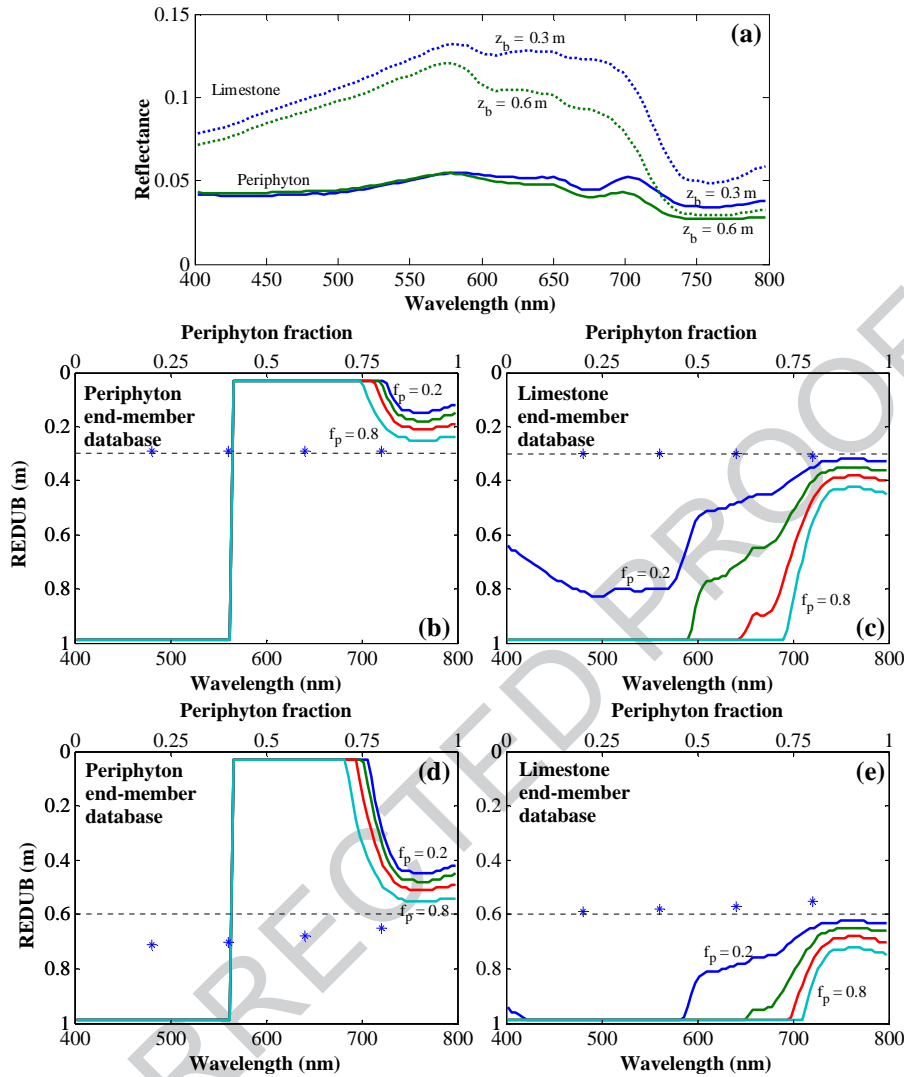 0.15
(a)
z_b = 0.3 m
Limestone
z_b = 0.6 m
0.1
Reflectance
Periphyton
0.05
z_b = 0.3 m
z_b = 0.6 m
0
400 450 500 550 600 650 700 750 800
Wavelength (nm)
Periphyton fraction
0 0.25 0.5 0.75 1
Periphyton
end-member
database
f_p = 0.2
f_p = 0.8
0
0.2
0.4
0.6
0.8
1
REDUB (m)
(b)
400 500 600 700 800
Wavelength (nm)
Periphyton fraction
0 0.25 0.5 0.75 1
Limestone
end-member
database
f_p = 0.2
f_p = 0.8
0
0.2
0.4
0.6
0.8
1
(c)
400 500 600 700 800
Wavelength (nm)
Periphyton fraction
0 0.25 0.5 0.75 1
Periphyton
end-member
database
(d)
f_p = 0.2
f_p = 0.8
0
0.2
0.4
0.6
0.8
1
REDUB (m)
400 500 600 700 800
Wavelength (nm)
Periphyton fraction
0 0.25 0.5 0.75 1
Limestone
end-member
database
(e)
f_p = 0.2
f_p = 0.8
0
0.2
0.4
0.6
0.8
1
400 500 600 700 800
Wavelength (nm)
RRECTED PROOF